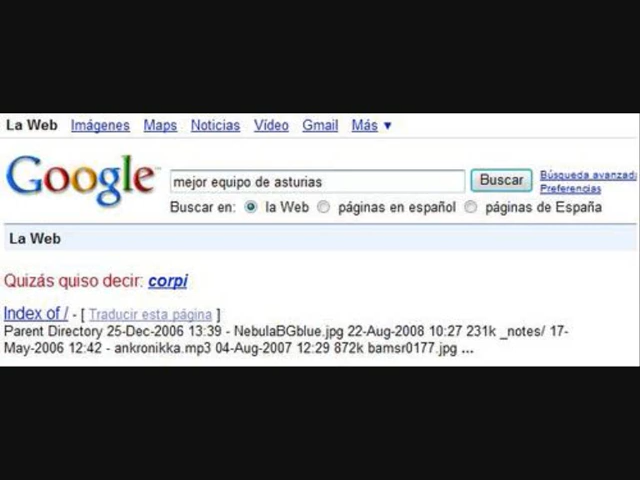 La Web Imágenes Maps Noticias Vídeo Gmail Más ▼
Google™ mejor equipo de asturias Buscar Búsqueda avanzada
Preferencias
Buscar en: la Web páginas en español páginas de España
La Web
Quizás quiso decir: corpi
Index of / - [ Traducir esta página ]
Parent Directory 25-Dec-2006 13:39 - NebulaBGblue.jpg 22-Aug-2008 10:27 231k _notes/ 17-
May-2006 12:42 - ankronikka.mp3 04-Aug-2007 12:29 872k bamsr0177.jpg ...